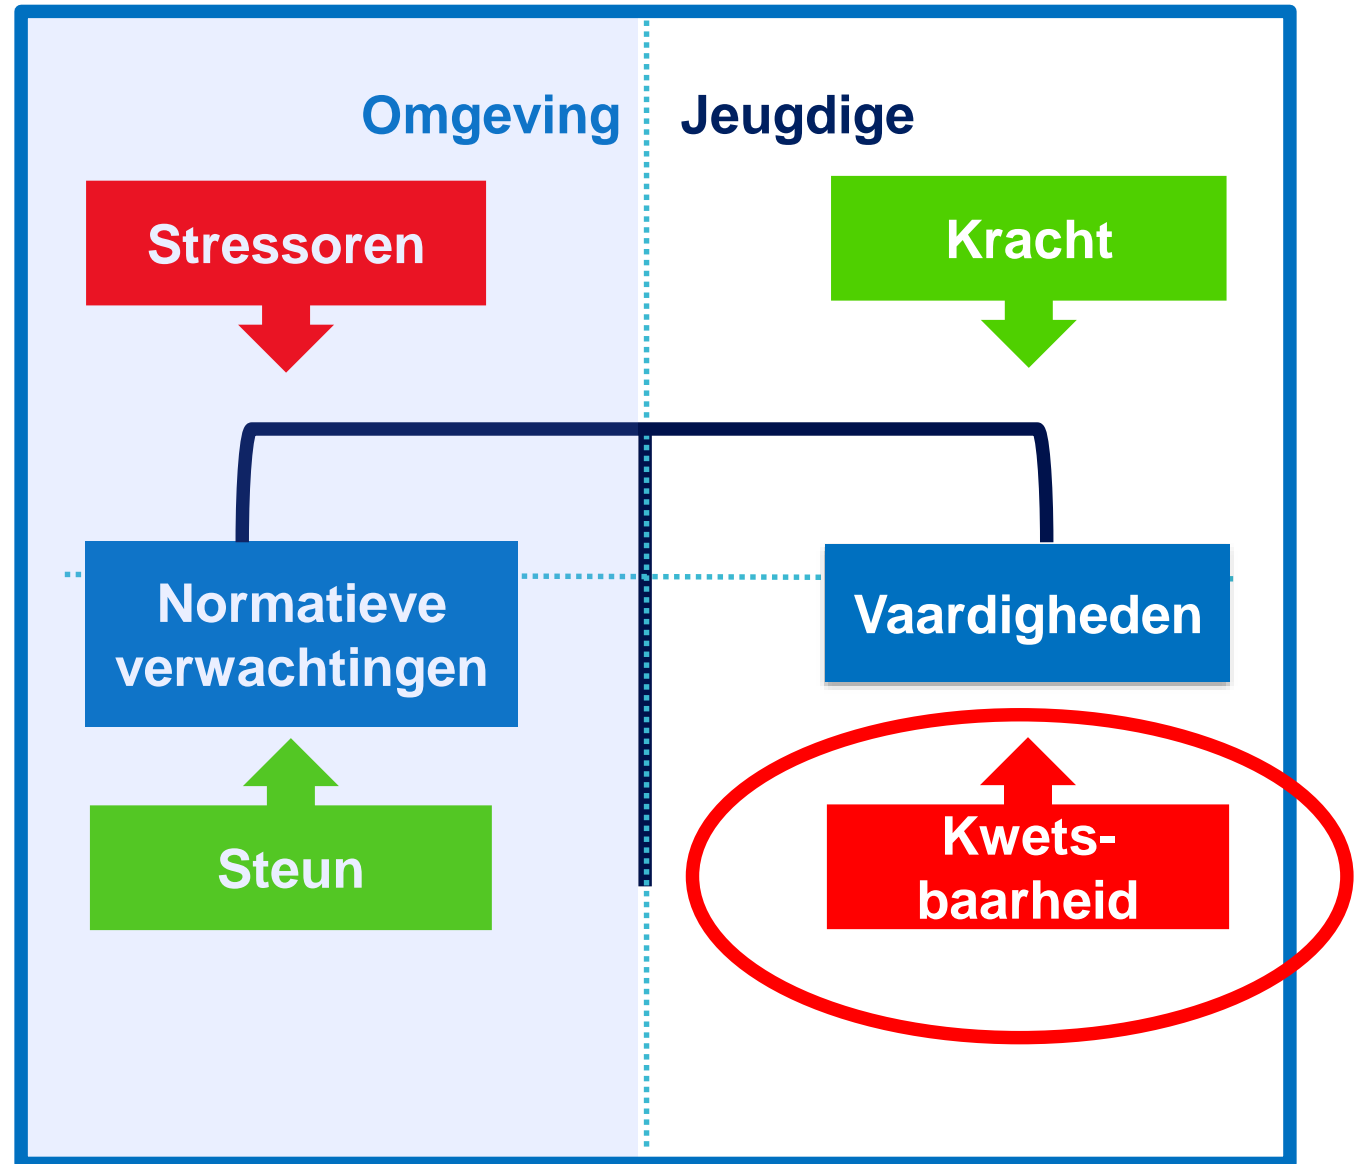 Omgeving
Jeugdige
Stressoren
Kracht
Normatieve
verwachtingen
Vaardigheden
Steun
Kwets-
baarheid